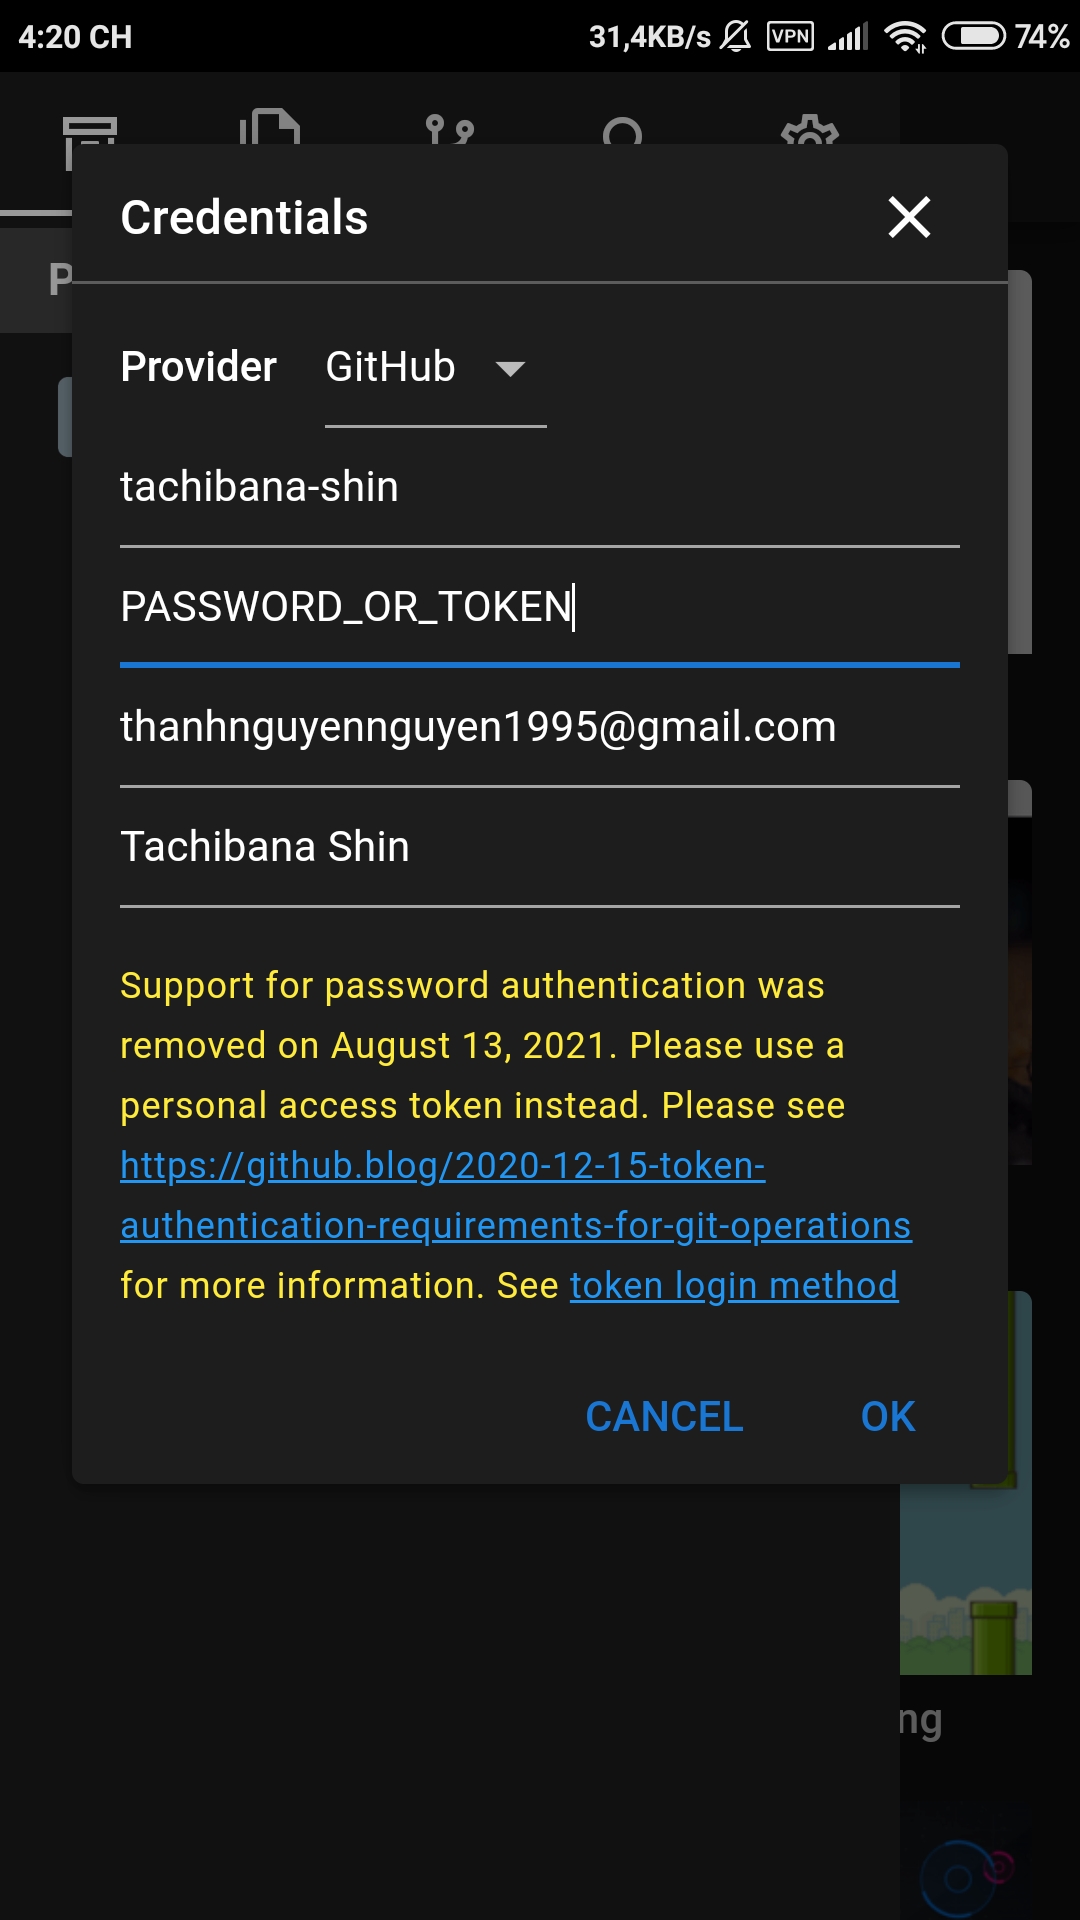 4:20 CH
31,4KB/s
VPN
74%
Credentials
P
Provider GitHub
tachibana-shin
PASSWORD_OR_TOKEN
thanhnguyennguyen1995@gmail.com
Tachibana Shin
Support for password authentication was
removed on August 13, 2021. Please use a
personal access token instead. Please see
https://github.blog/2020-12-15-token-
authentication-requirements-for-git-operations
for more information. See token login method
CANCEL
OK
ng